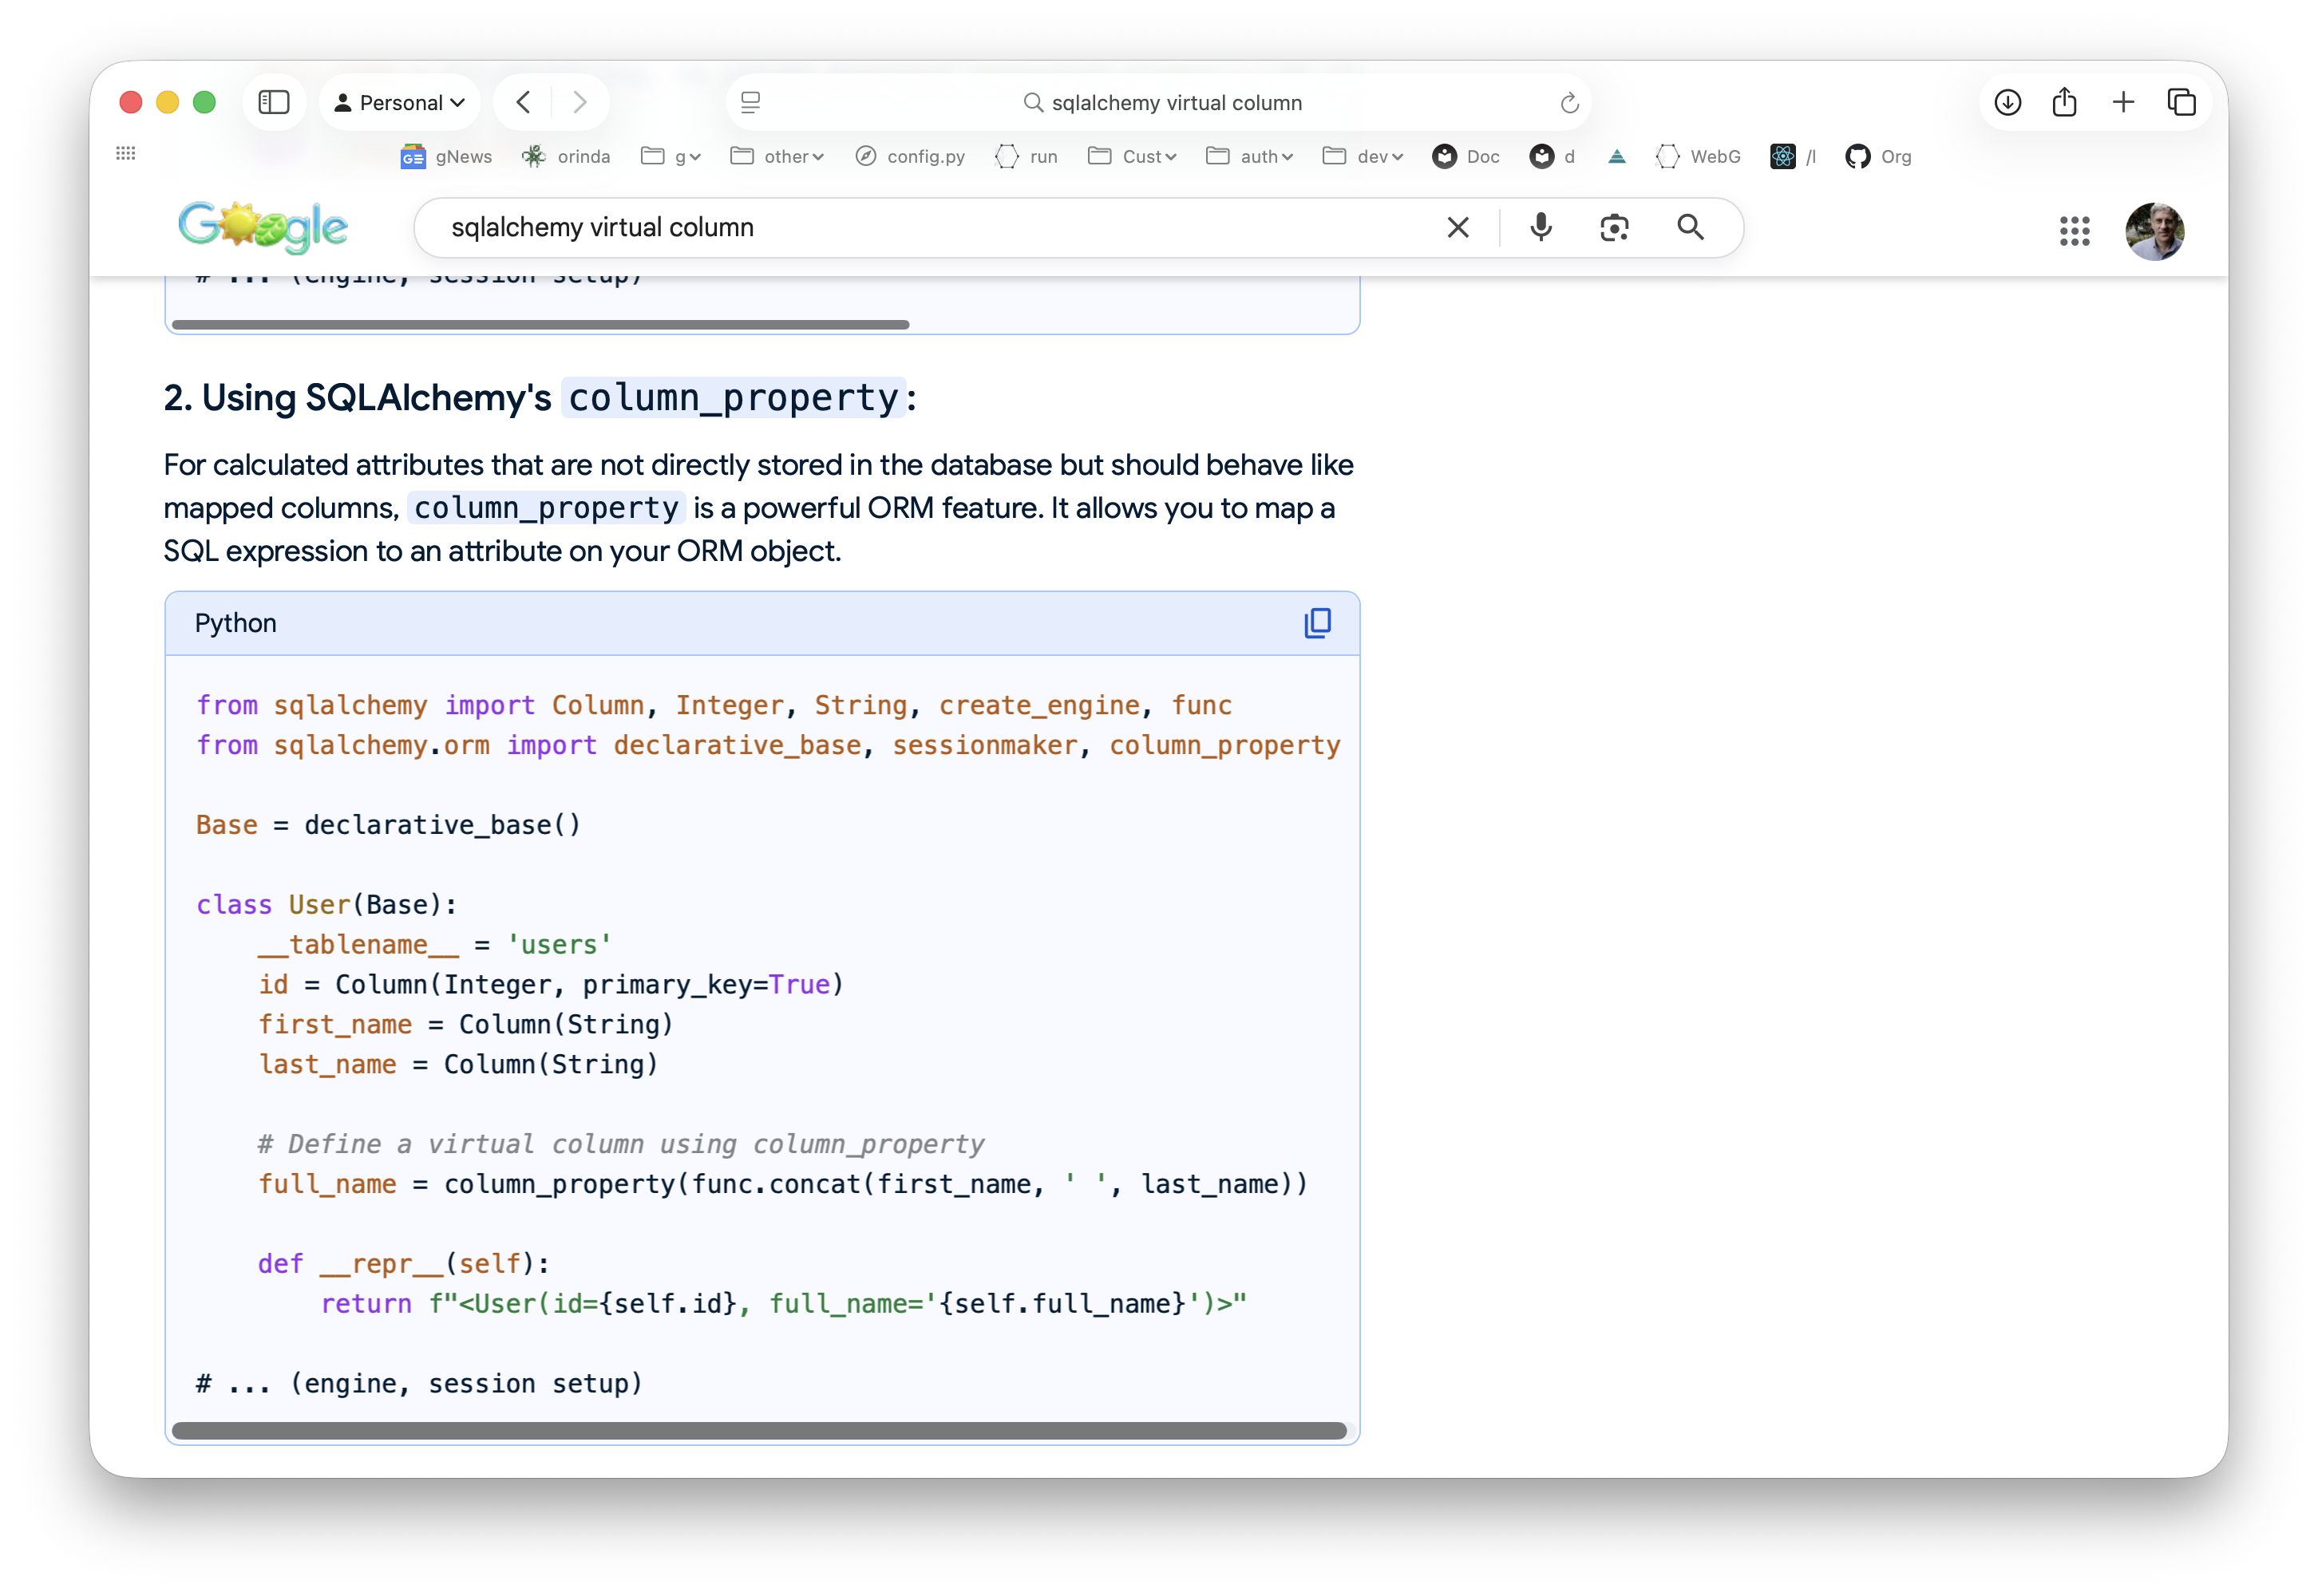 Personal
sqlalchemy virtual column
gNews
orinda
g
other
config.py
run
Cust
auth
dev
Doc
d
WebG
/l
Org
Google
sqlalchemy virtual column
# ... (engine, session setup)
2. Using SQLAlchemy's column_property:
For calculated attributes that are not directly stored in the database but should behave like
mapped columns, column_property is a powerful ORM feature. It allows you to map a
SQL expression to an attribute on your ORM object.
Python
from sqlalchemy import Column, Integer, String, create_engine, func
from sqlalchemy.orm import declarative_base, sessionmaker, column_property
Base = declarative_base()
class User(Base):
    __tablename__ = 'users'
    id = Column(Integer, primary_key=True)
    first_name = Column(String)
    last_name = Column(String)
    # Define a virtual column using column_property
    full_name = column_property(func.concat(first_name, ' ', last_name))
    def __repr__(self):
        return f"<User(id={self.id}, full_name='{self.full_name}')>"
# ... (engine, session setup)